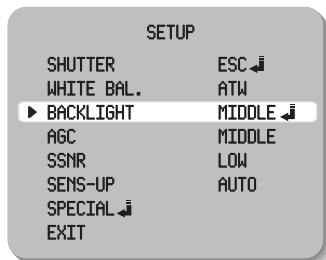 SETUP
SHUTTER ESC↲
WHITE BAL. ATW
▶ BACKLIGHT MIDDLE↲
AGC MIDDLE
SSNR LOW
SENS-UP AUTO
SPECIAL↲
EXIT